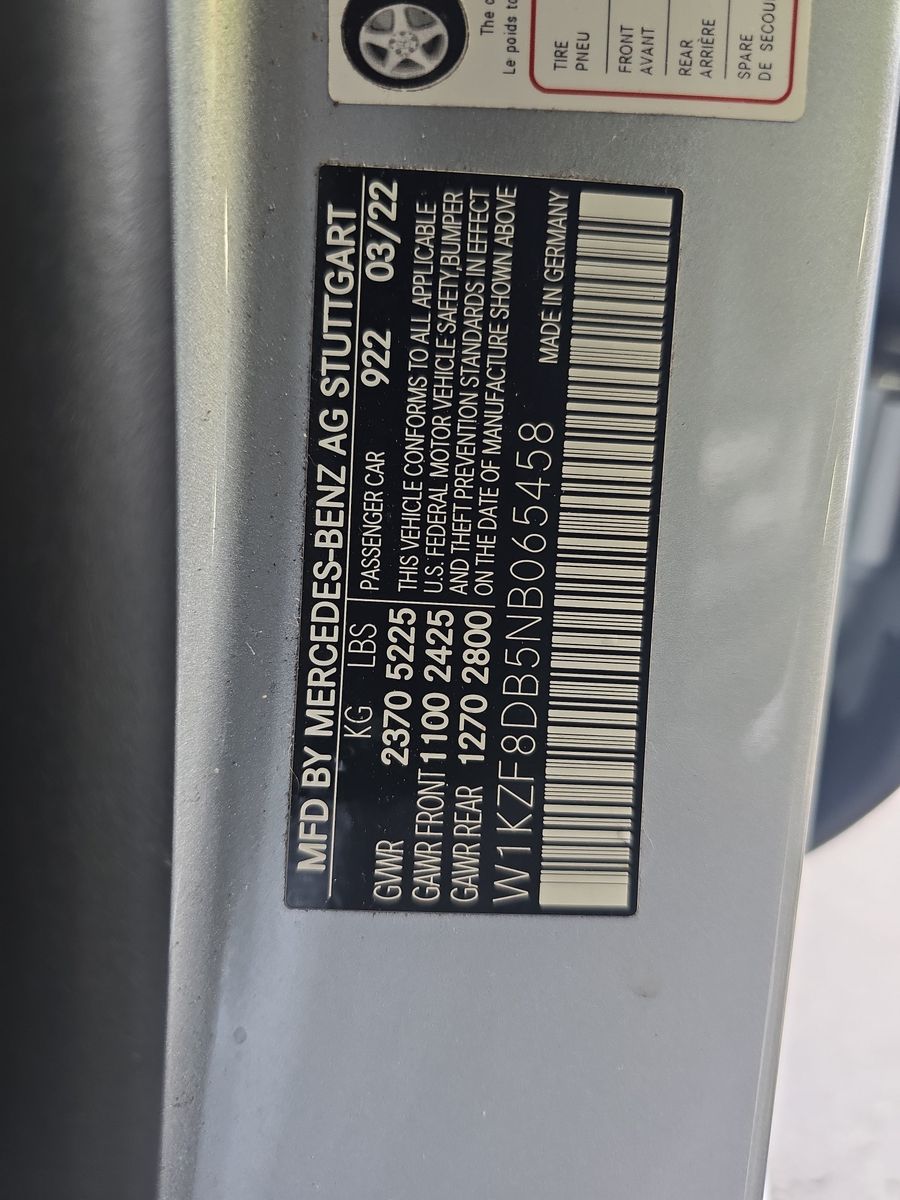 The
Le poids
TIRE
PNEU
FRONT
AVANT
REAR
ARRIÈRE
SPARE
DE
MFD BY MERCEDES-BENZ AG STUTTGART
KG LBS PASSENGER CAR 922 03/22
GVWR 2370 5225 THIS VEHICLE CONFORMS TO ALL APPLICABLE
GAWR FRONT 1100 2425 U.S. FEDERAL MOTOR VEHICLE SAFETY,BUMPER
GAWR REAR 1270 2800 AND THEFT PREVENTION STANDARDS IN EFFECT
ON THE DATE OF MANUFACTURE SHOWN ABOVE
W1KZF8DB5NB065458 MADE IN GERMANY